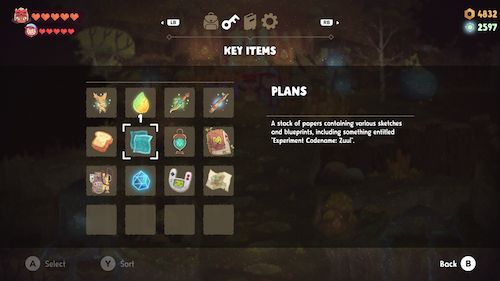 LB
RB
4832
2597
KEY ITEMS
PLANS
A stack of papers containing various sketches
and blueprints, including something entitled
"Experiment Codename: Zuul".
1
A Select
Y Sort
Back B